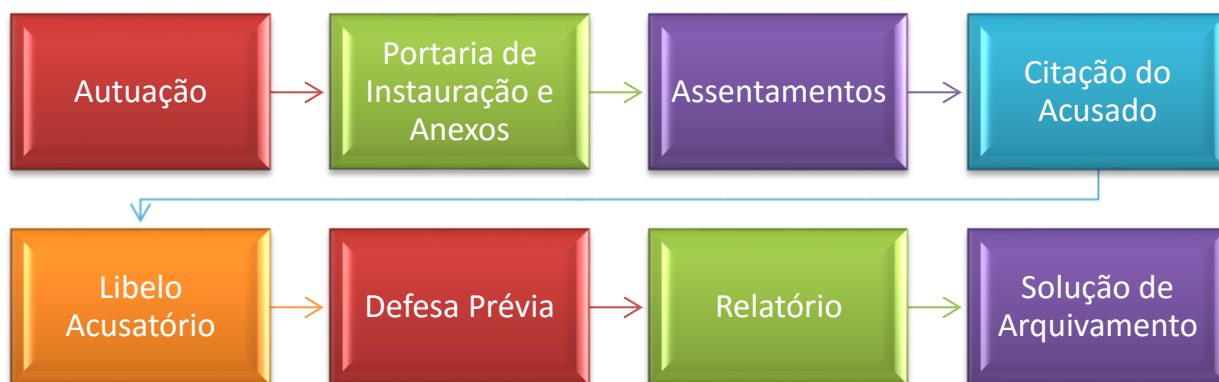 Autuação
Portaria de
Instauração e
Anexos
Assentamentos
Citação do
Acusado
Libelo
Acusatório
Defesa Prévia
Relatório
Solução de
Arquivamento